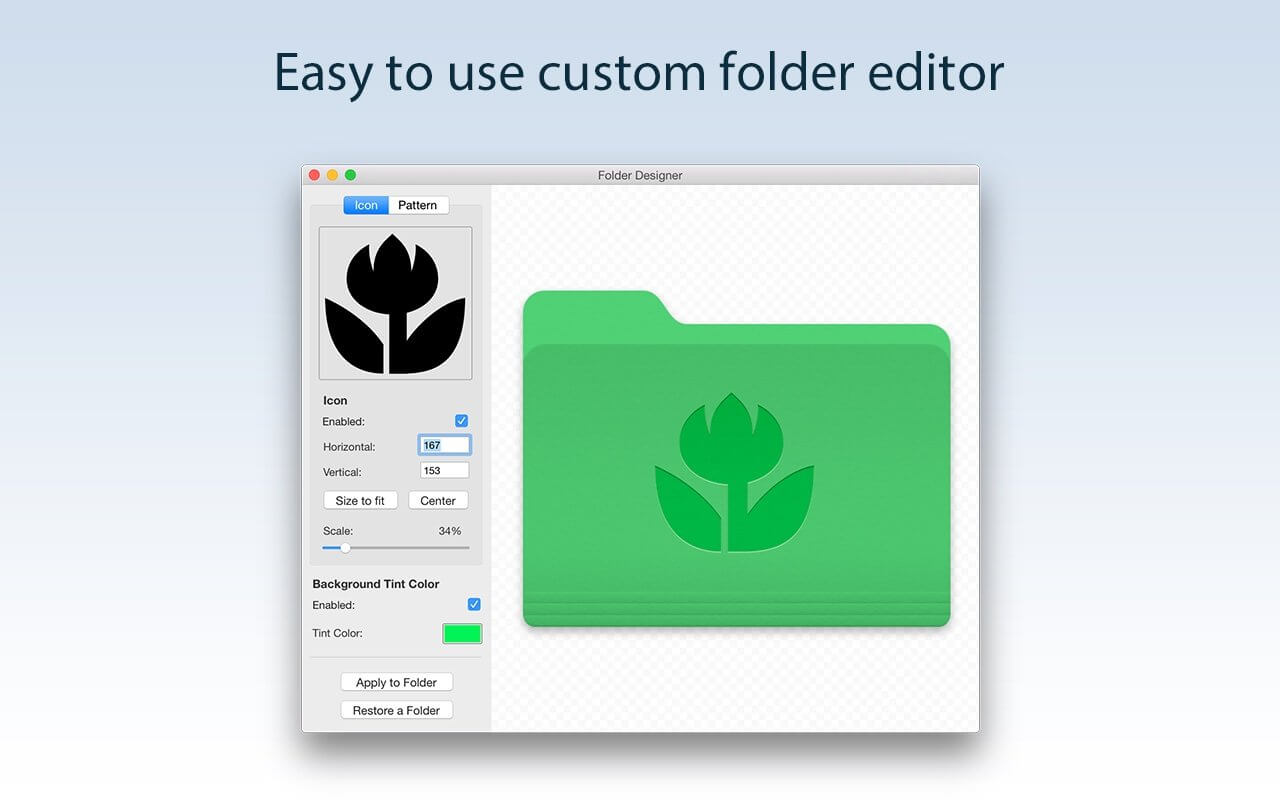 Easy to use custom folder editor
Folder Designer
Icon Pattern
Icon
Enabled:
Horizontal: 167
Vertical: 153
Size to fit Center
Scale: 34%
Background Tint Color
Enabled:
Tint Color:
Apply to Folder
Restore a Folder